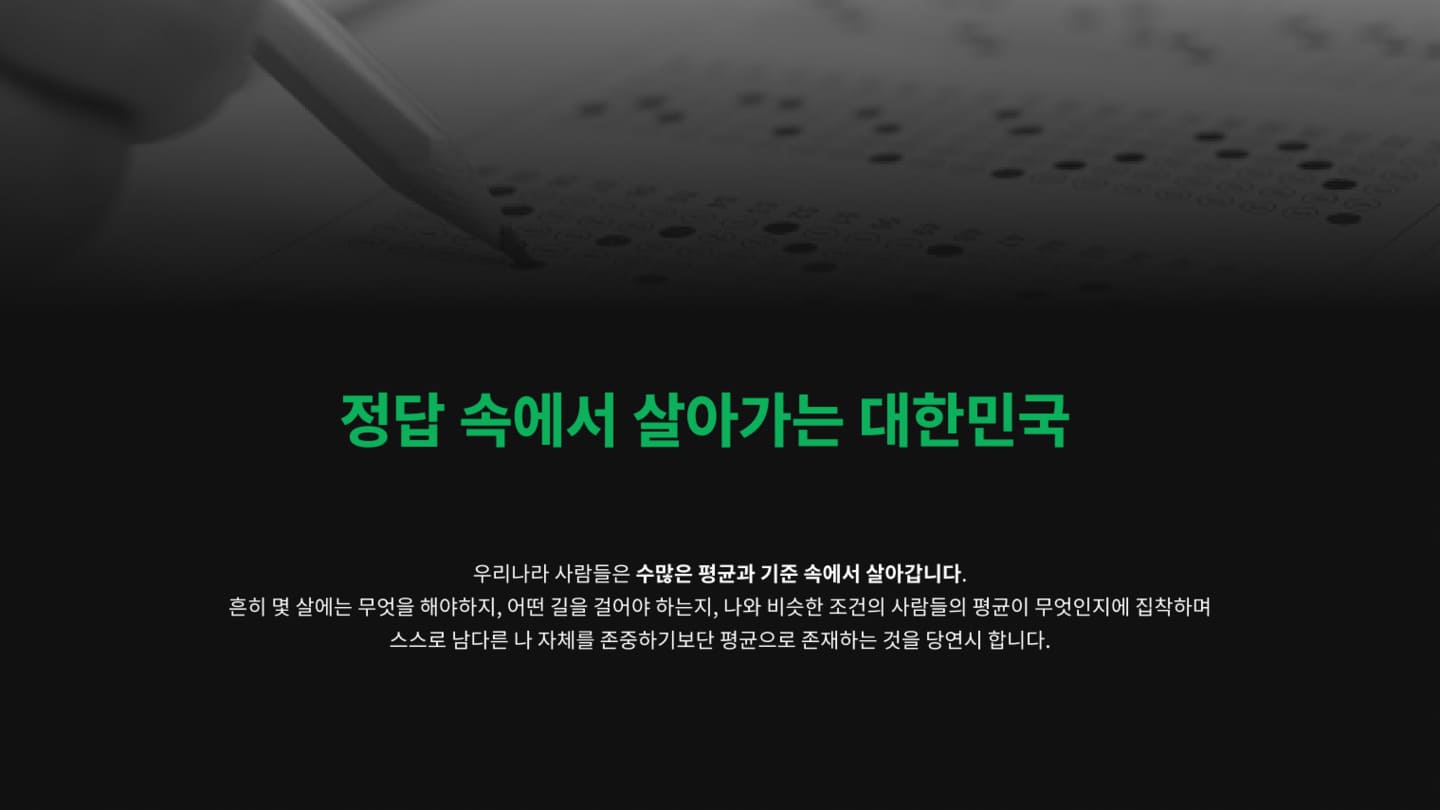 정답 속에서 살아가는 대한민국
우리나라 사람들은 수많은 평균과 기준 속에서 살아갑니다.
흔히 몇 살에는 무엇을 해야하지, 어떤 길을 걸어야 하는지, 나와 비슷한 조건의 사람들의 평균이 무엇인지에 집착하며
스스로 남다른 나 자체를 존중하기보단 평균으로 존재하는 것을 당연시 합니다.